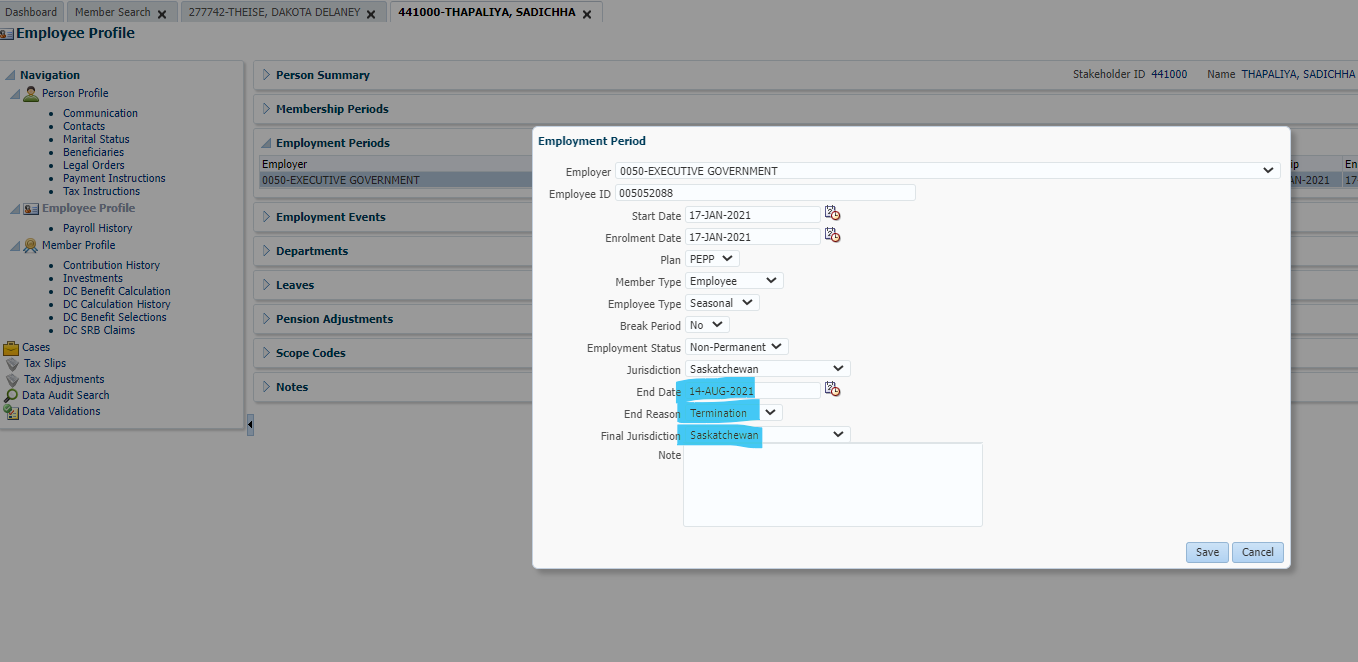 Dashboard Member Search 277742-THEISE, DAKOTA DELANEY 441000-THAPALIYA, SADICHHA
Employee Profile
Navigation
Person Profile
Communication
Contacts
Marital Status
Beneficiaries
Legal Orders
Payment Instructions
Tax Instructions
Employee Profile
Payroll History
Member Profile
Contribution History
Investments
DC Benefit Calculation
DC Calculation History
DC Benefit Selections
DC SRB Claims
Cases
Tax Slips
Tax Adjustments
Data Audit Search
Data Validations
Person Summary Stakeholder ID 441000 Name THAPALIYA, SADICHHA
Membership Periods
Employment Periods
Employer ip En
0050-EXECUTIVE GOVERNMENT AN-2021 17
Employment Events
Departments
Leaves
Pension Adjustments
Scope Codes
Notes
Employment Period
Employer 0050-EXECUTIVE GOVERNMENT
Employee ID 005052088
Start Date 17-JAN-2021
Enrolment Date 17-JAN-2021
Plan PEPP
Member Type Employee
Employee Type Seasonal
Break Period No
Employment Status Non-Permanent
Jurisdiction Saskatchewan
End Date 14-AUG-2021
End Reason Termination
Final Jurisdiction Saskatchewan
Note
Save Cancel